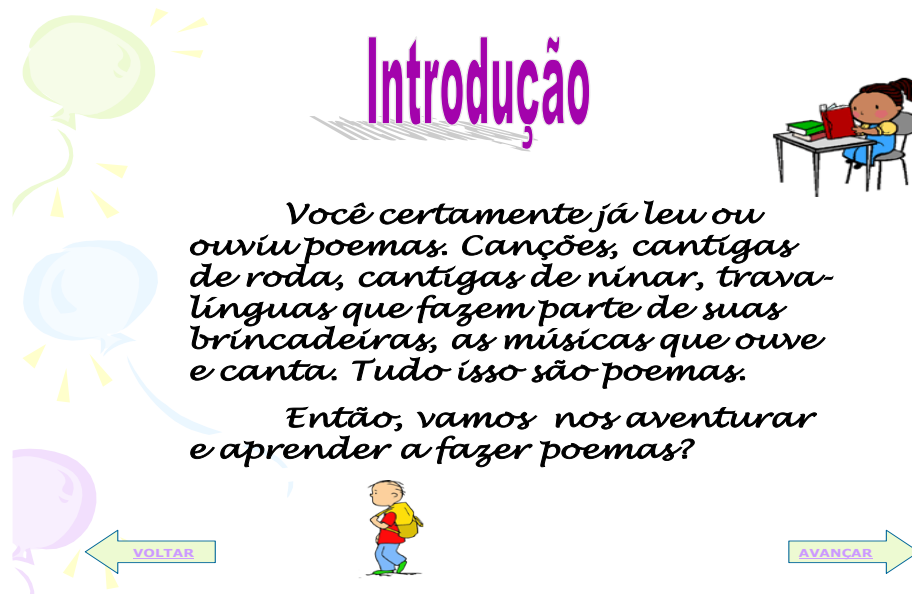 Introdução
Você certamente já leu ou
ouviu poemas. Canções, cantigas
de roda, cantigas de ninar, trava-
línguas que fazem parte de suas
brincadeiras, as músicas que ouve
e canta. Tudo isso são poemas.
Então, vamos nos aventurar
e aprender a fazer poemas?
VOLTAR
AVANCAR